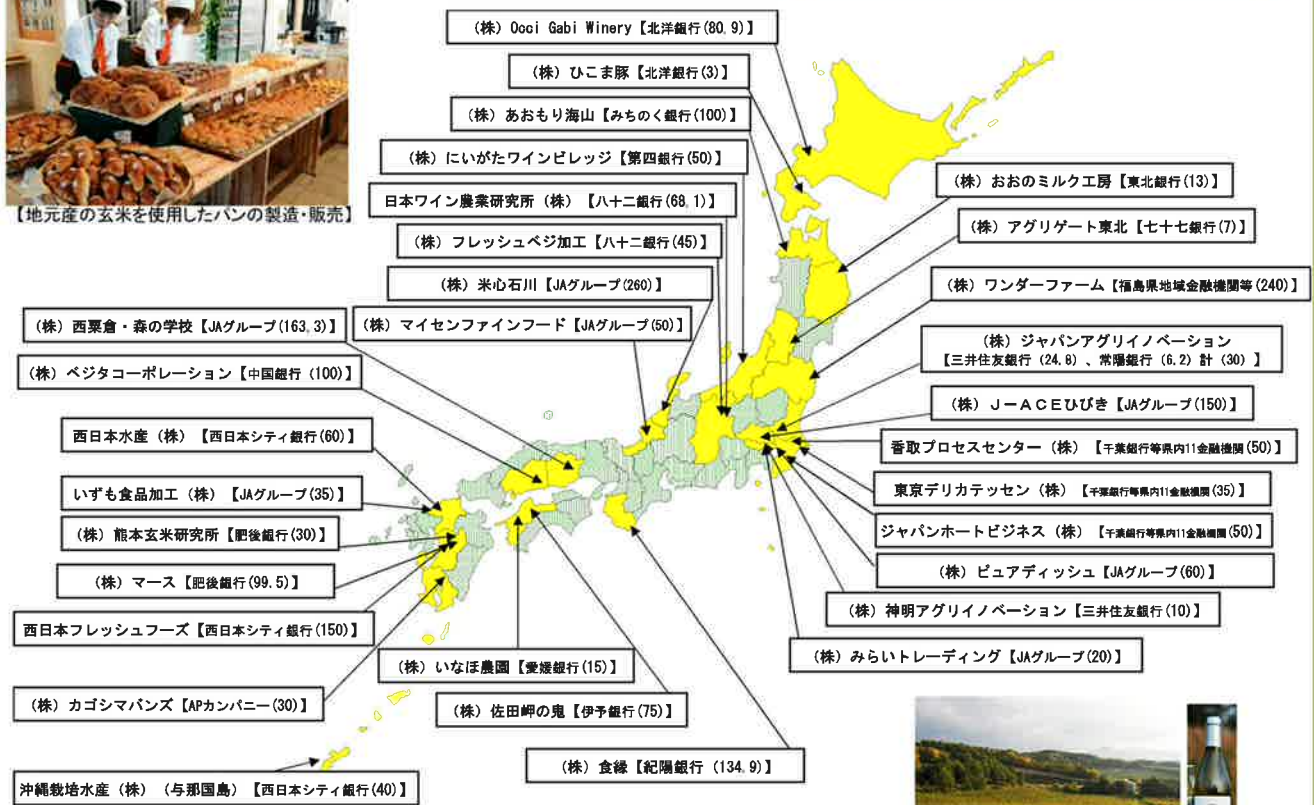 【地元産の玄米を使用したパンの製造・販売】
(株) Occi Gabi Winery【北洋銀行(80.9)】
(株) ひこま豚【北洋銀行(3)】
(株) あおもり海山【みちのく銀行(100)】
(株) にいがたワインビレッジ【第四銀行(50)】
日本ワイン農業研究所 (株) 【八十二銀行(68.1)】
(株) フレッシュベジ加工【八十二銀行(45)】
(株) 米心石川【JAグループ(260)】
(株) マイセンファインフード【JAグループ(50)】
(株) 西粟倉・森の学校【JAグループ(163.3)】
(株) ベジタコーポレーション【中国銀行 (100)】
西日本水産 (株) 【西日本シティ銀行(60)】
いずも食品加工 (株) 【JAグループ(35)】
(株) 熊本玄米研究所【肥後銀行(30)】
(株) マース【肥後銀行(99.5)】
西日本フレッシュフーズ【西日本シティ銀行(150)】
(株) カゴシマバンズ【APカンパニー(30)】
沖縄栽培水産 (株) (与那国島) 【西日本シティ銀行(40)】
(株) いなほ農園【愛媛銀行(15)】
(株) 佐田岬の鬼【伊予銀行(75)】
(株) 食縁【紀陽銀行 (134.9)】
(株) おおのミルク工房【東北銀行(13)】
(株) アグリゲート東北【七十七銀行(7)】
(株) ワンダーファーム【福島県地域金融機関等(240)】
(株) ジャパンアグリイノベーション
【三井住友銀行 (24.8) 、常陽銀行 (6.2) 計 (30) 】
(株) J－ACEひびき【JAグループ(150)】
香取プロセスセンター (株) 【千葉銀行等県内11金融機関(50)】
東京デリカテッセン (株) 【千葉銀行等県内11金融機関(35)】
ジャパンホートビジネス (株) 【千葉銀行等県内11金融機関(50)】
(株) ピュアディッシュ【JAグループ(60)】
(株) 神明アグリイノベーション【三井住友銀行(10)】
(株) みらいトレーディング【JAグループ(20)】